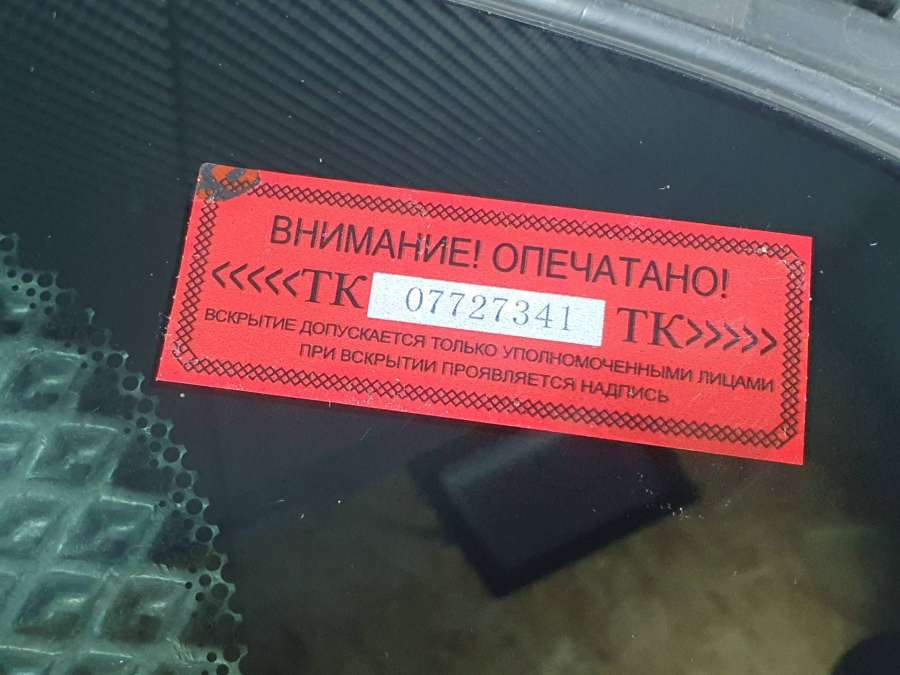 ВНИМАНИЕ! ОПЕЧАТАНО!
<<<<<ТК 07727341 ТК>>>>>
ВСКРЫТИЕ ДОПУСКАЕТСЯ ТОЛЬКО УПОЛНОМОЧЕННЫМИ ЛИЦАМИ
ПРИ ВСКРЫТИИ ПРОЯВЛЯЕТСЯ НАДПИСЬ